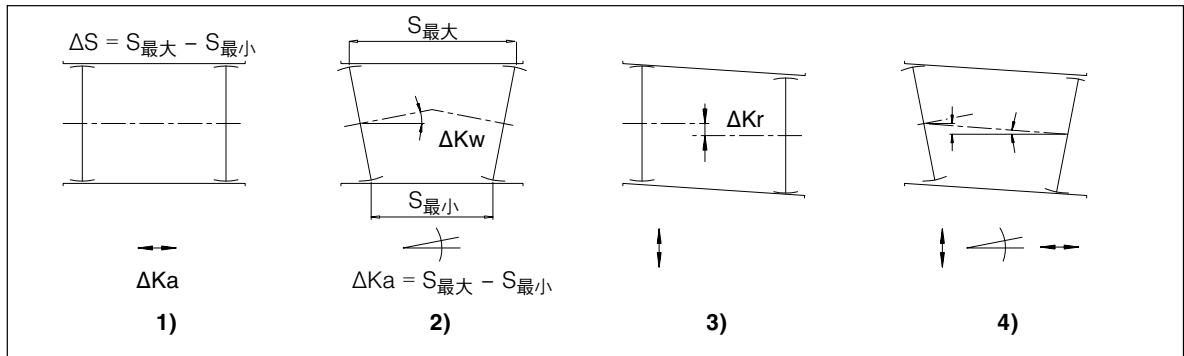 ΔS = S最大 – S最小
S最大
ΔKw
S最小
ΔKr
ΔKa
ΔKa = S最大 – S最小
1)
2)
3)
4)